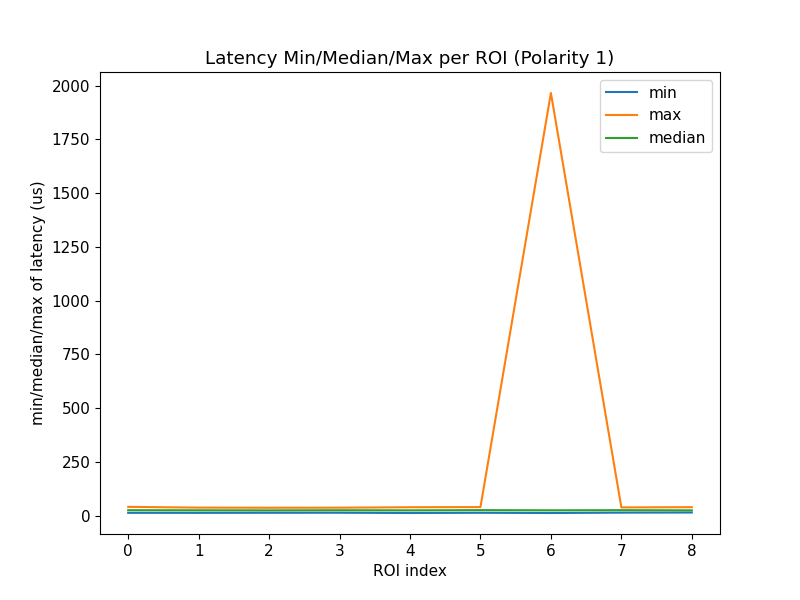 Latency Min/Median/Max per ROI (Polarity 1)
min
max
median
min/median/max of latency (us)
2000
1750
1500
1250
1000
750
500
250
0
0 1 2 3 4 5 6 7 8
ROI index